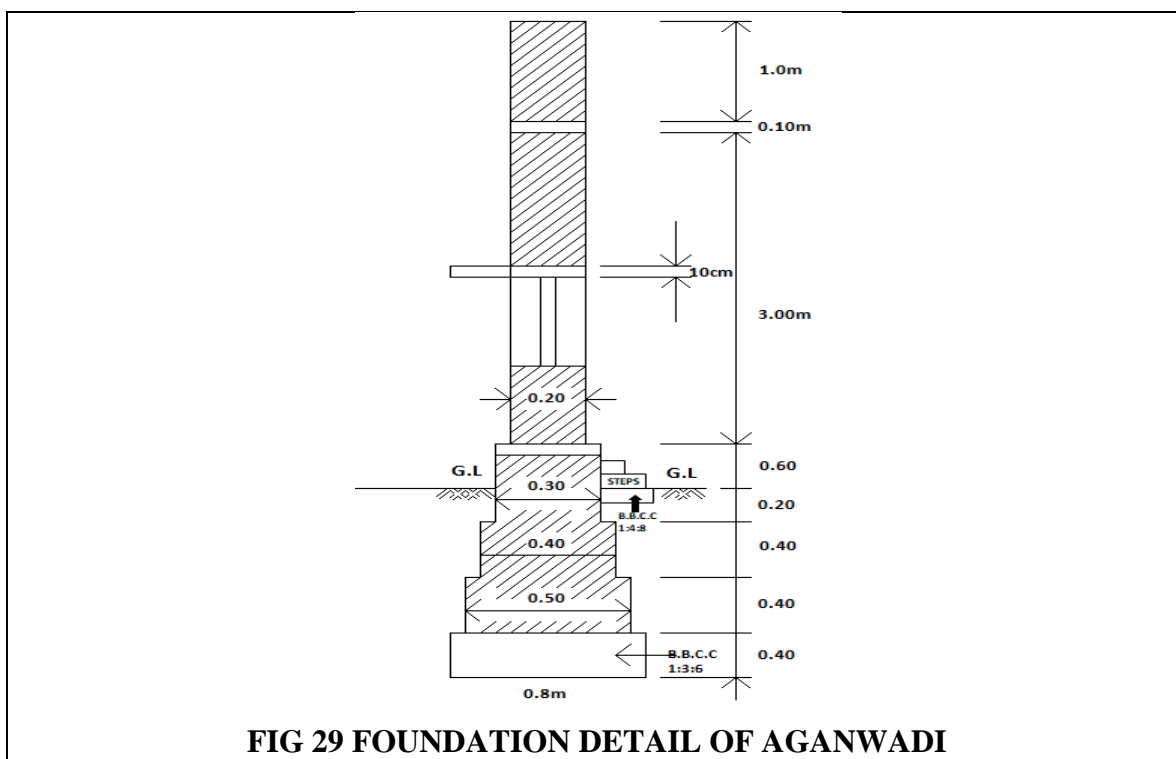 1.0m
0.10m
10cm
3.00m
0.20
G.L
G.L
0.60
STEPS
0.30
0.20
B.B.C.C
1:4:8
0.40
0.40
0.50
0.40
B.B.C.C
1:3:6
0.40
0.8m
FIG 29 FOUNDATION DETAIL OF AGANWADI